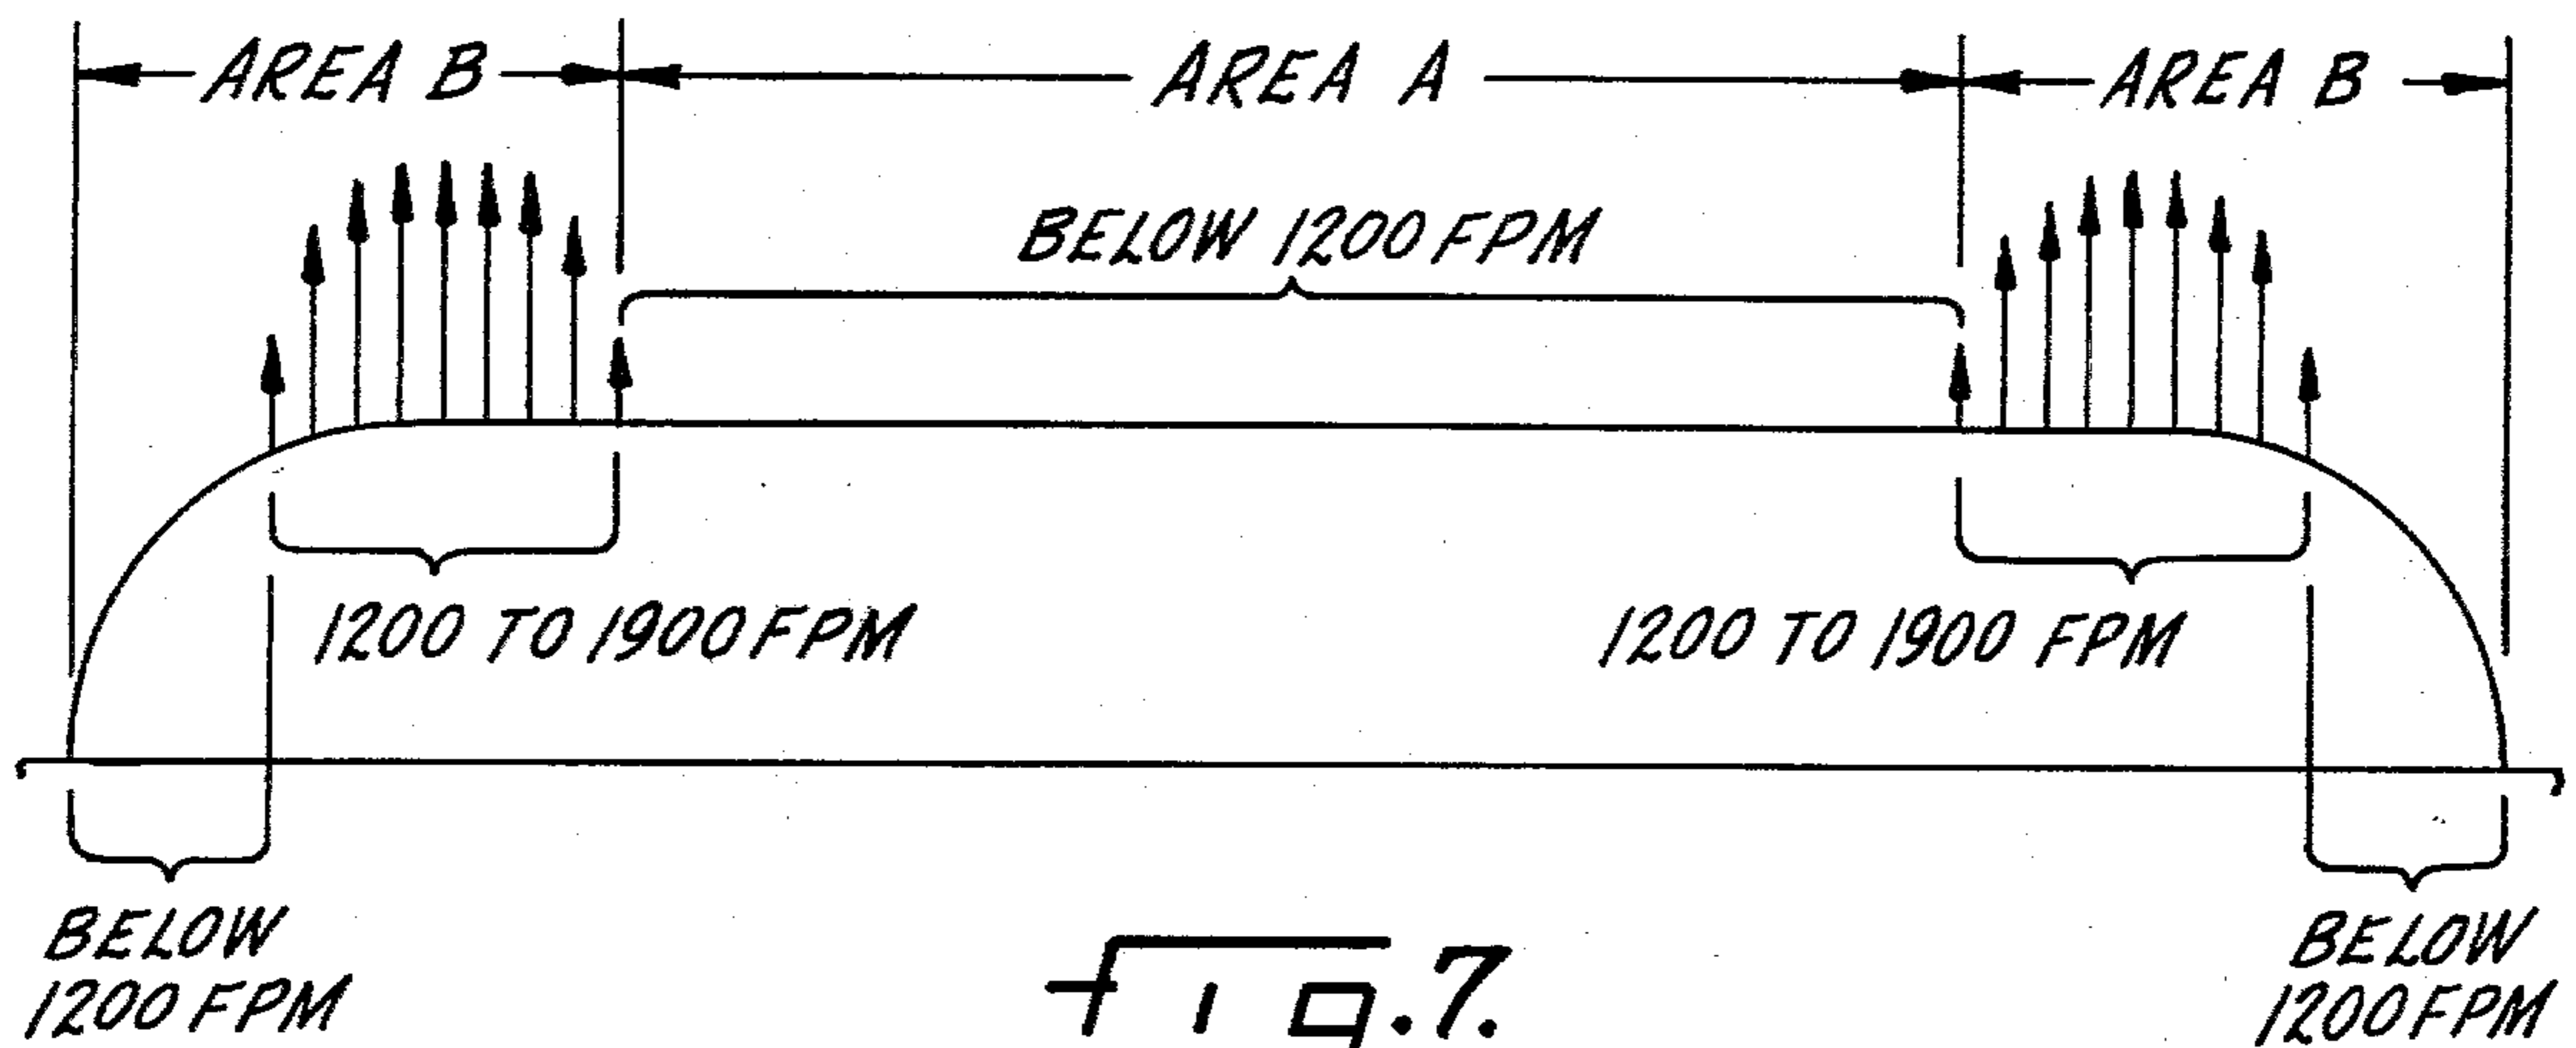 AREA B
AREA A
AREA B
BELOW 1200 FPM
1200 TO 1900 FPM
1200 TO 1900 FPM
BELOW
1200 FPM
BELOW
1200 FPM
Fig. 7.